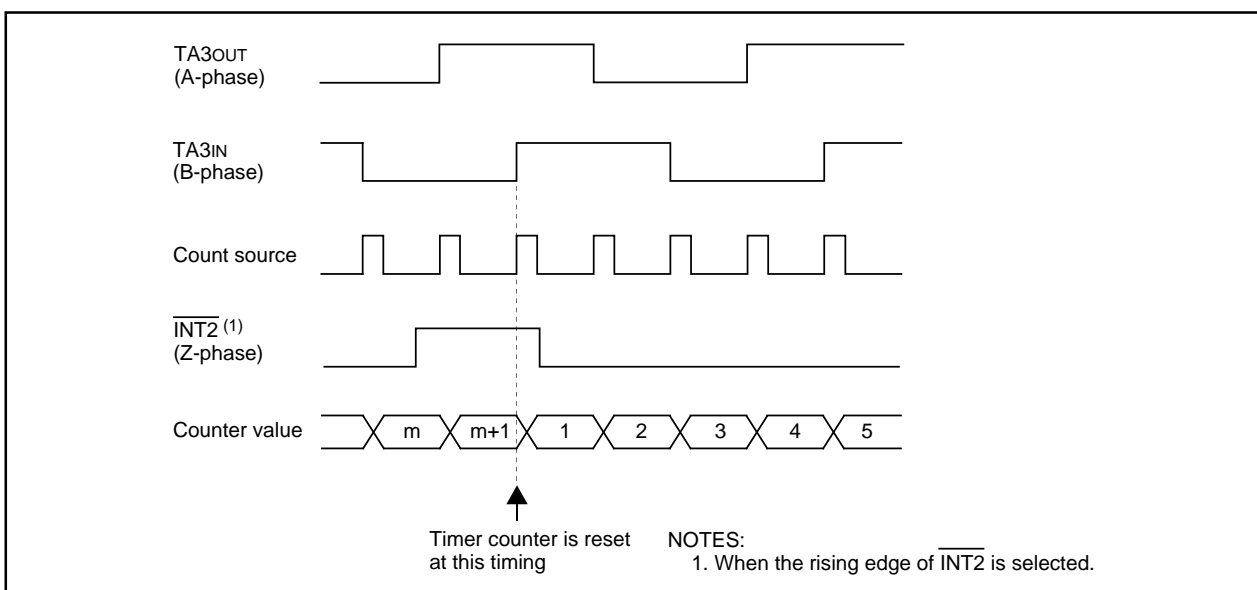 TA3OUT
(A-phase)
TA3IN
(B-phase)
Count source
INT2 (1)
(Z-phase)
Counter value
m
m+1
1
2
3
4
5
Timer counter is reset
at this timing
NOTES:
1. When the rising edge of INT2 is selected.